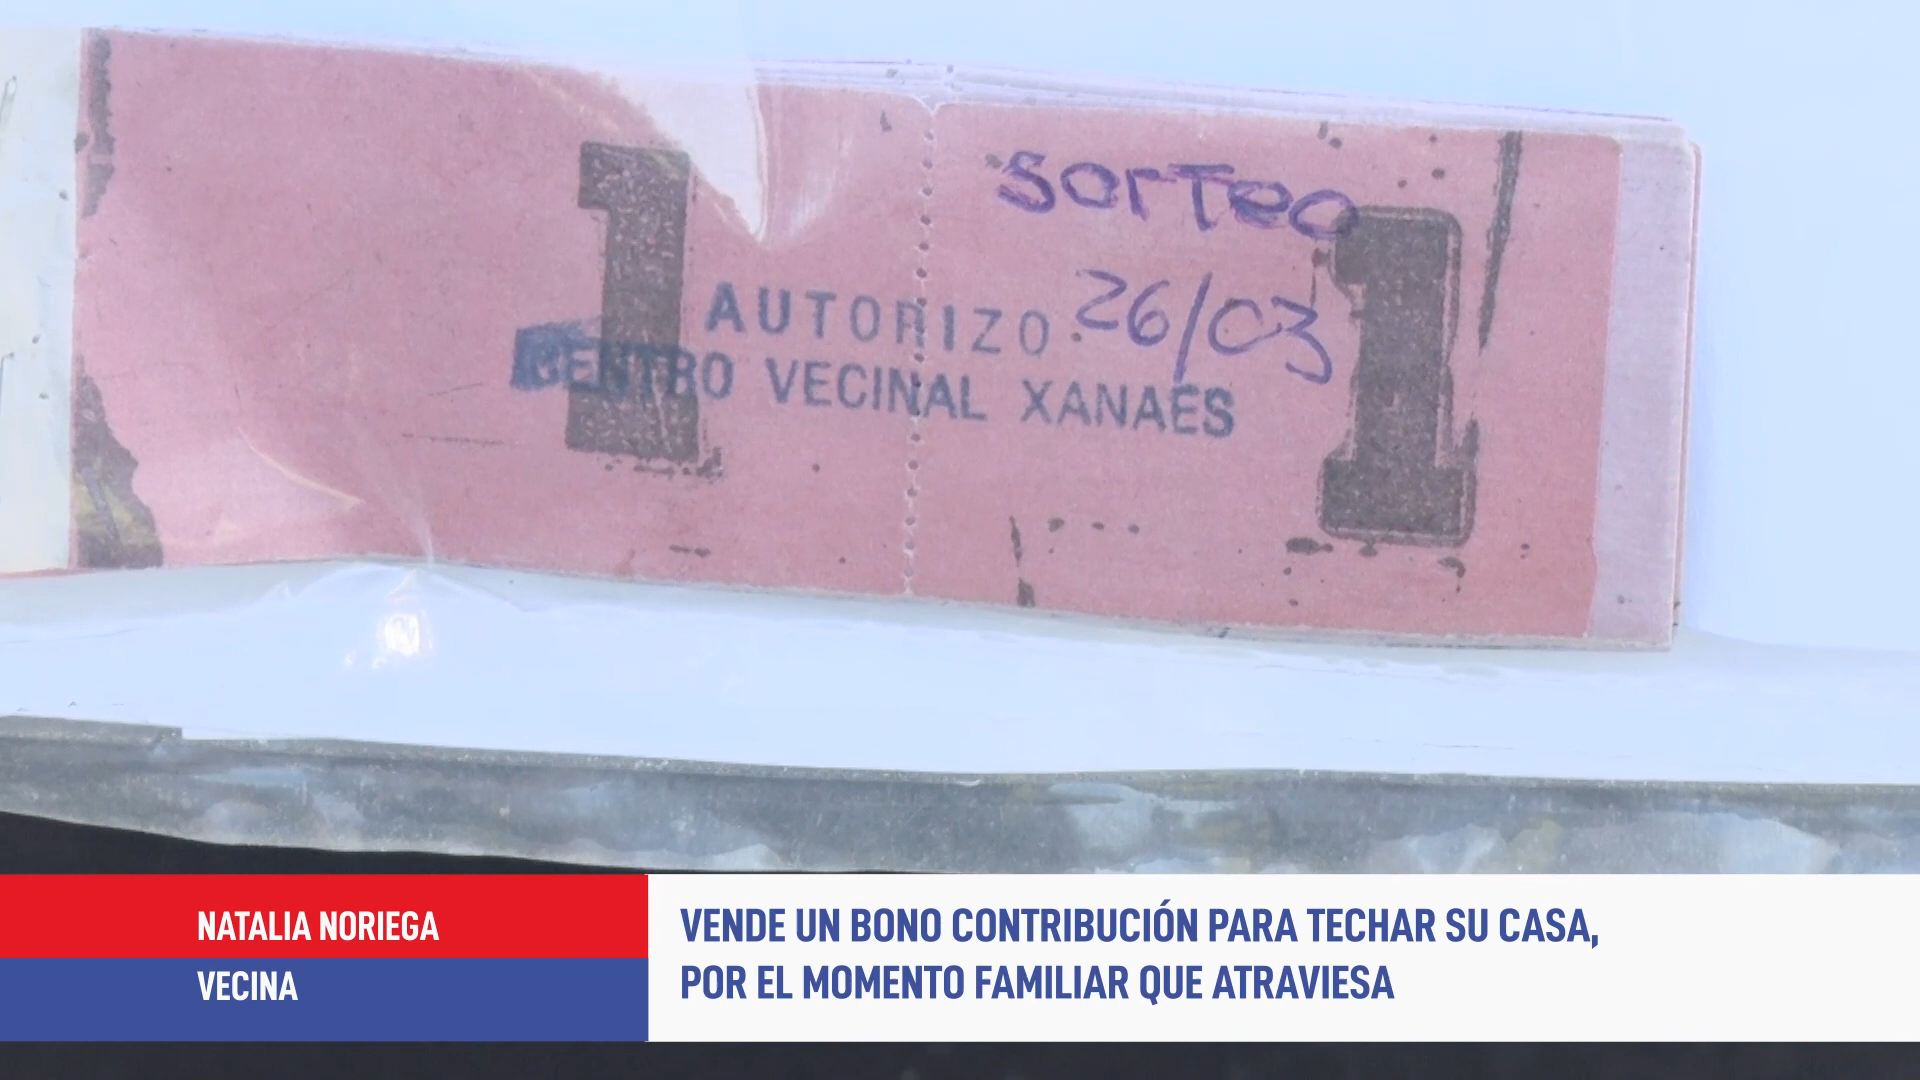 1
Sorteo
1
AUTORIZO
26/03
CENTRO VECINAL XANAES
NATALIA NORIEGA
VECINA
VENDE UN BONO CONTRIBUCIÓN PARA TECHAR SU CASA,
POR EL MOMENTO FAMILIAR QUE ATRAVIESA